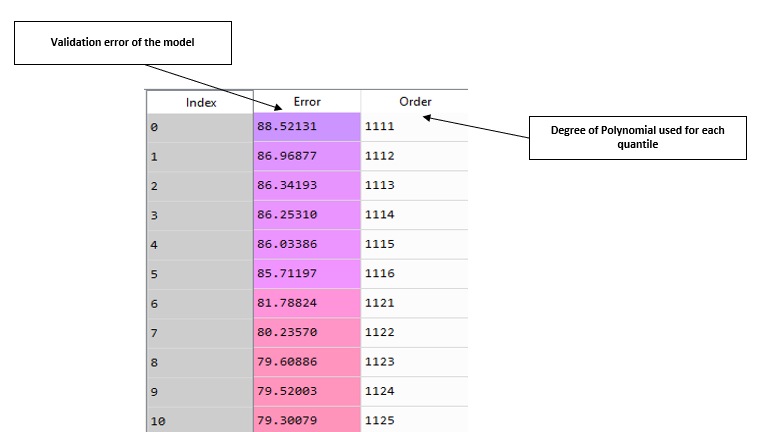 Validation error of the model
Index Error Order
0 88.52131 1111
Degree of Polynomial used for each
quantile
1 86.96877 1112
2 86.34193 1113
3 86.25310 1114
4 86.03386 1115
5 85.71197 1116
6 81.78824 1121
7 80.23570 1122
8 79.60886 1123
9 79.52003 1124
10 79.30079 1125